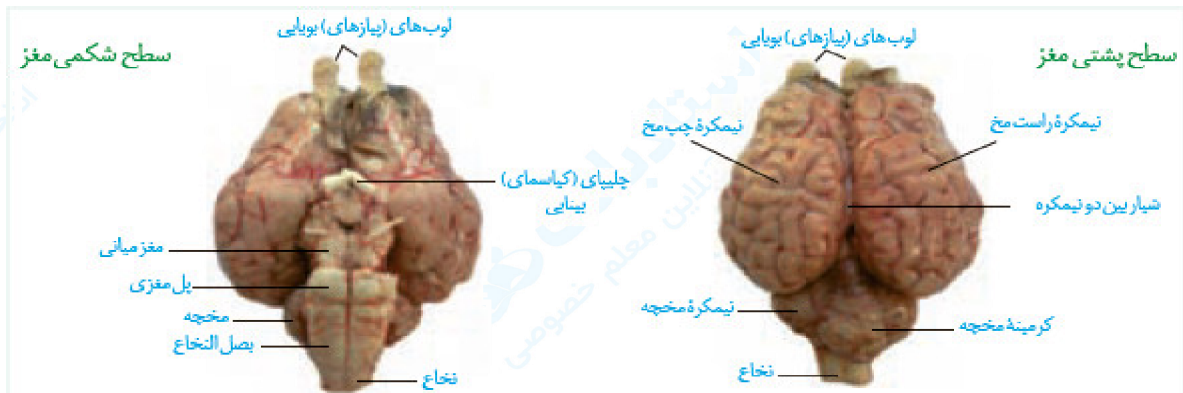 سطح پشتی مغز
لوب‌های (پیازهای) بویایی
نیمکرهٔ چپ مخ
نیمکرهٔ راست مخ
شیار بین دو نیمکره
نیمکرهٔ مخچه
کرمینهٔ مخچه
نخاع
سطح شکمی مغز
لوب‌های (پیازهای) بویایی
چلیپای (کیاسمای)
بینایی
مغز میانی
پل مغزی
مخچه
بصل النخاع
نخاع
معلم خصوصی